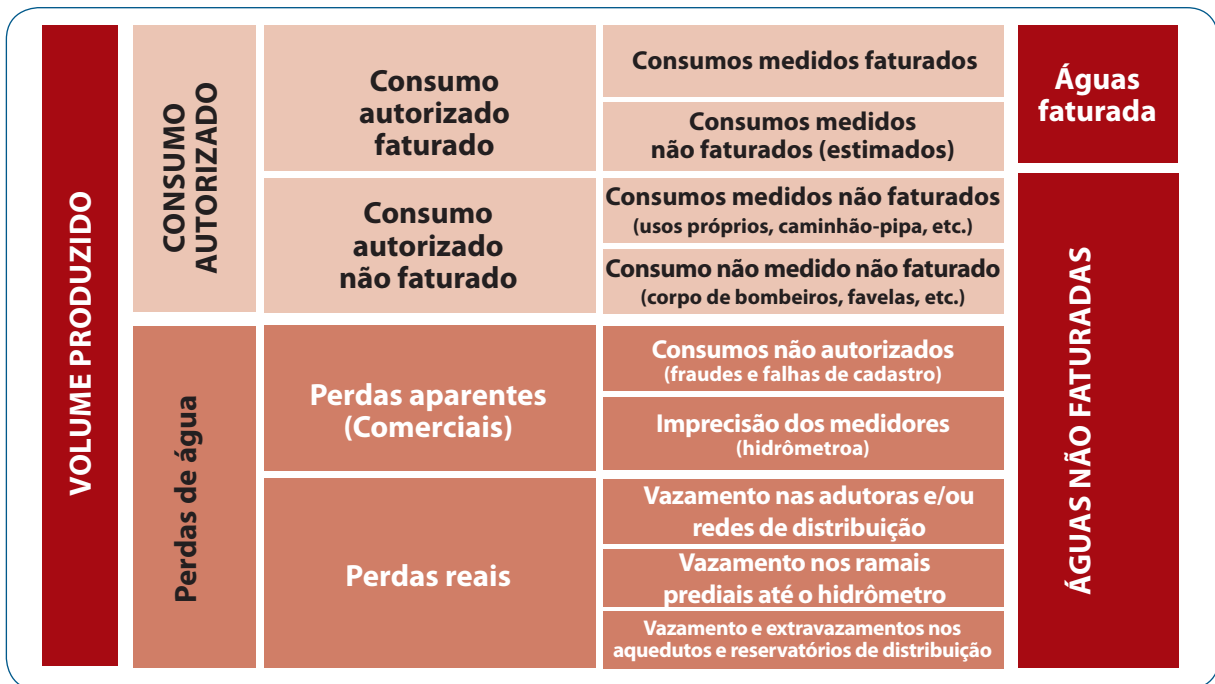 VOLUME PRODUZIDO
CONSUMO
AUTORIZADO
Consumo
autorizado
faturado
Consumos medidos faturados
Consumos medidos
não faturados (estimados)
Águas
faturada
Consumo
autorizado
não faturado
Consumos medidos não faturados
(usos próprios, caminhão-pipa, etc.)
Consumo não medido não faturado
(corpo de bombeiros, favelas, etc.)
ÁGUAS NÃO FATURADAS
Perdas de água
Perdas aparentes
(Comerciais)
Consumos não autorizados
(fraudes e falhas de cadastro)
Imprecisão dos medidores
(hidrômetroa)
Perdas reais
Vazamento nas adutoras e/ou
redes de distribuição
Vazamento nos ramais
prediais até o hidrômetro
Vazamento e extravazamentos nos
aquedutos e reservatórios de distribuição